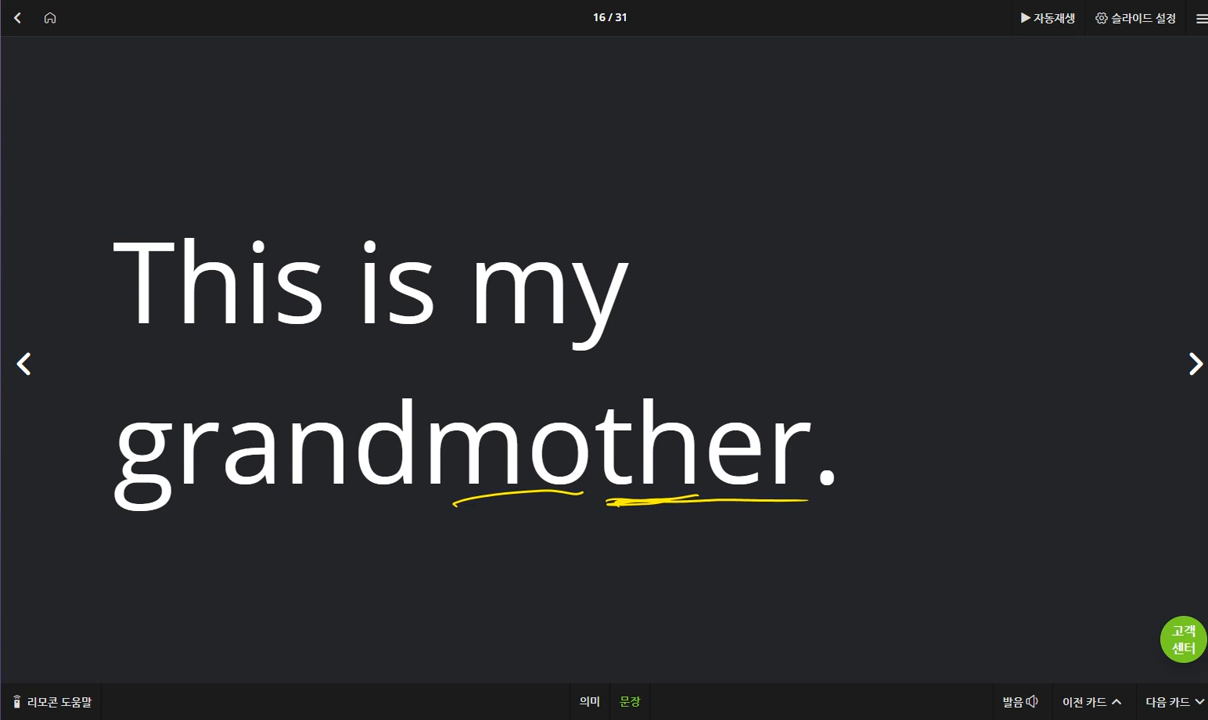 16 / 31
자동재생
슬라이드 설정
This is my
grandmother.
고객
센터
리모콘 도움말
의미
문장
발음
이전 카드
다음 카드